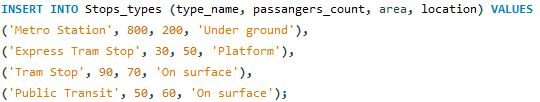 INSERT INTO Stops_types (type_name, passangers_count, area, location) VALUES
('Metro Station', 800, 200, 'Under ground'),
('Express Tram Stop', 30, 50, 'Platform'),
('Tram Stop', 90, 70, 'On surface'),
('Public Transit', 50, 60, 'On surface');